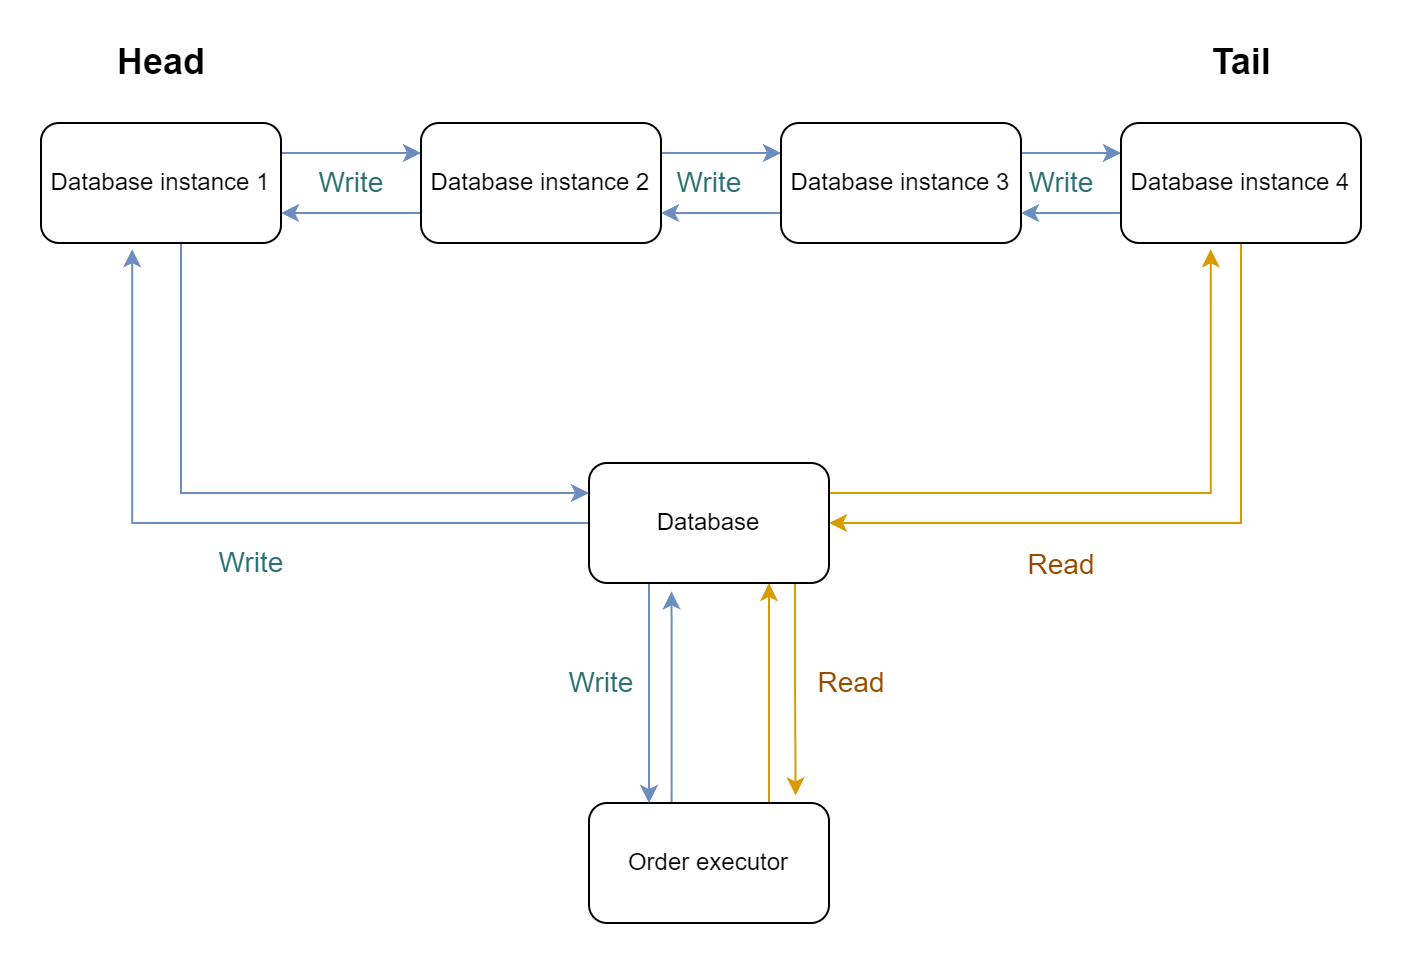 Head
Tail
Database instance 1
Write
Database instance 2
Write
Database instance 3
Write
Database instance 4
Database
Write
Read
Write
Read
Order executor